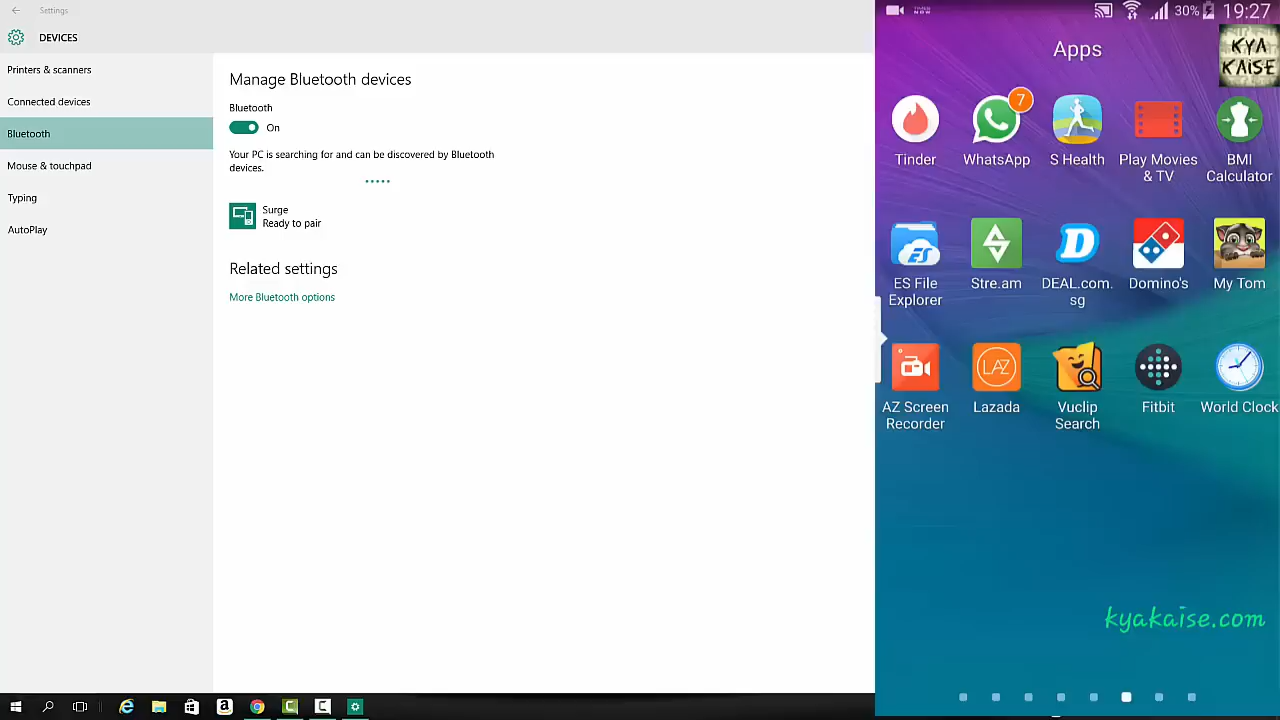 Settings
DEVICES
Printers & scanners
Connected devices
Bluetooth
Mouse & touchpad
Typing
AutoPlay
Manage Bluetooth devices
Bluetooth
On
Your PC is searching for and can be discovered by Bluetooth
devices.
Surge
Ready to pair
Related settings
More Bluetooth options
30% 19:27
Apps
KYA
KAISE
7
Tinder
WhatsApp
S Health
Play Movies
& TV
BMI
Calculator
ES
ES File
Explorer
Stre.am
D
DEAL.com.
sg
Domino's
My Tom
AZ Screen
Recorder
LAZ
Lazada
Vuclip
Search
Fitbit
World Clock
kyakaise.com